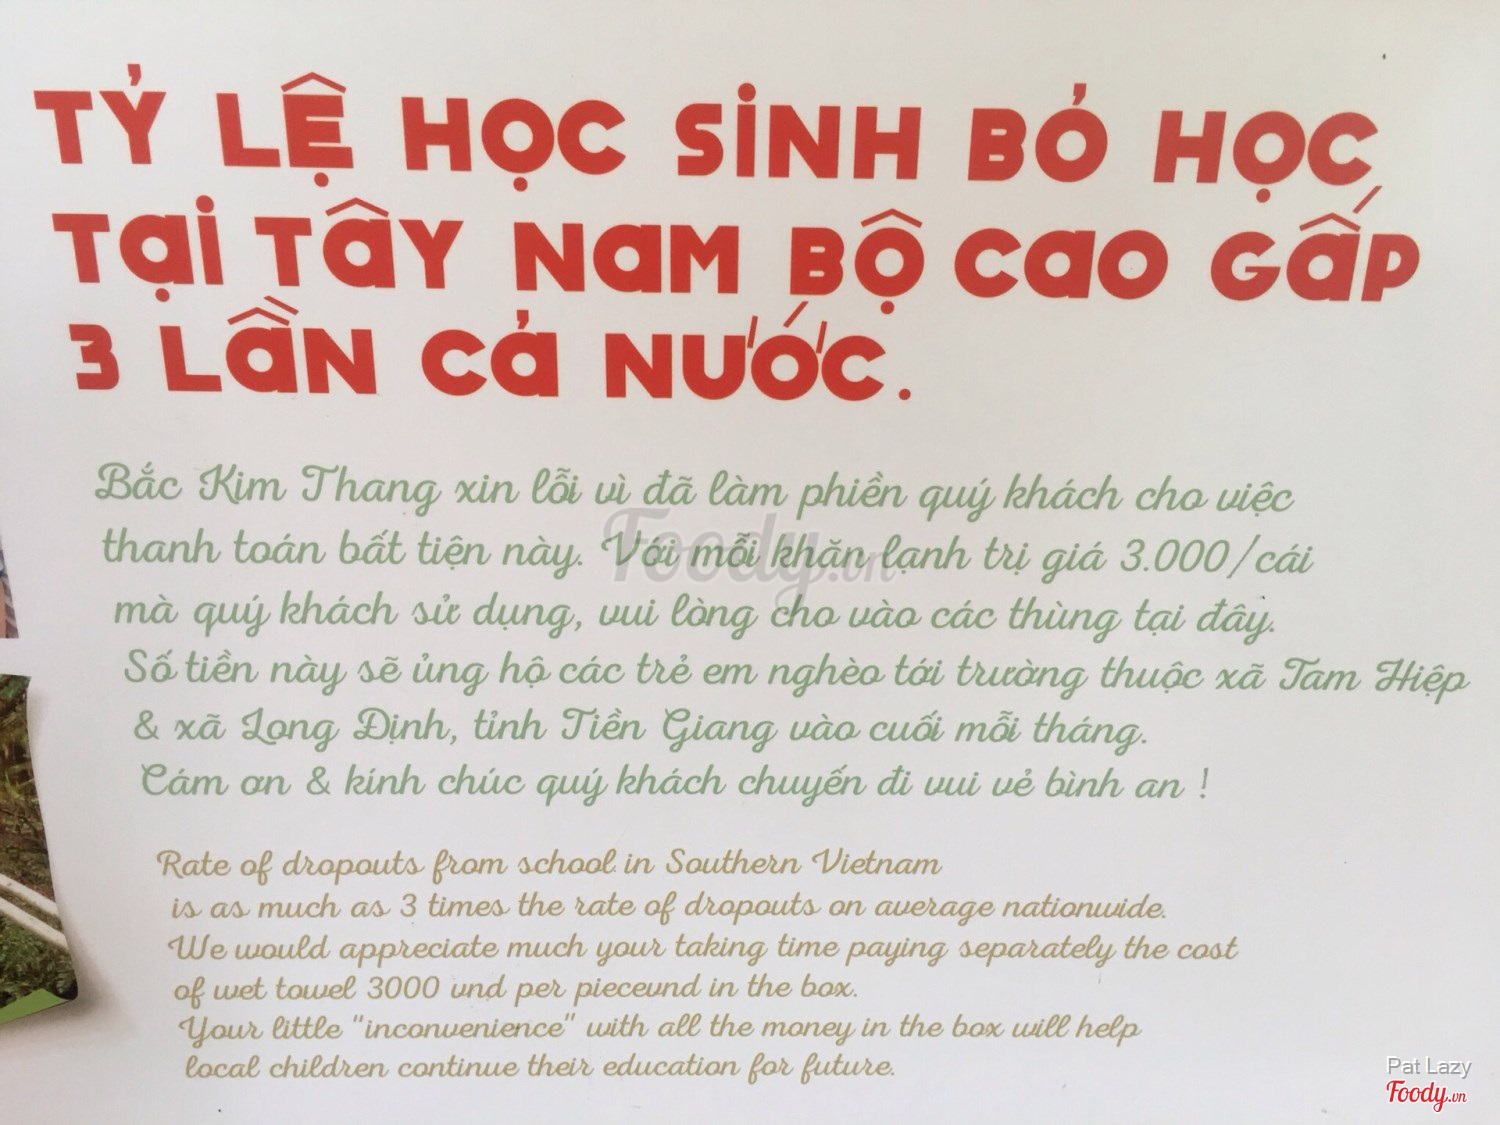 TỶ LỆ HỌC SINH BỎ HỌC
TẠI TÂY NAM BỘ CAO GẤP
3 LẦN CẢ NƯỚC.
Bắc Kim Thang xin lỗi vì đã làm phiền quý khách cho việc
thanh toán bất tiện này. Với mỗi khăn lạnh trị giá 3.000/cái
mà quý khách sử dụng, vui lòng cho vào các thùng tại đây.
Số tiền này sẽ ủng hộ các trẻ em nghèo tới trường thuộc xã Tam Hiệp
& xã Long Định, tỉnh Tiền Giang vào cuối mỗi tháng.
Cám ơn & kính chúc quý khách chuyến đi vui vẻ bình an !
Foody.vn
Rate of dropouts from school in Southern Vietnam
is as much as 3 times the rate of dropouts on average nationwide.
We would appreciate much your taking time paying separately the cost
of wet towel 3000 vnd per piecevnd in the box.
Your little "inconvenience" with all the money in the box will help
local children continue their education for future.
Pat Lazy
Foody.vn